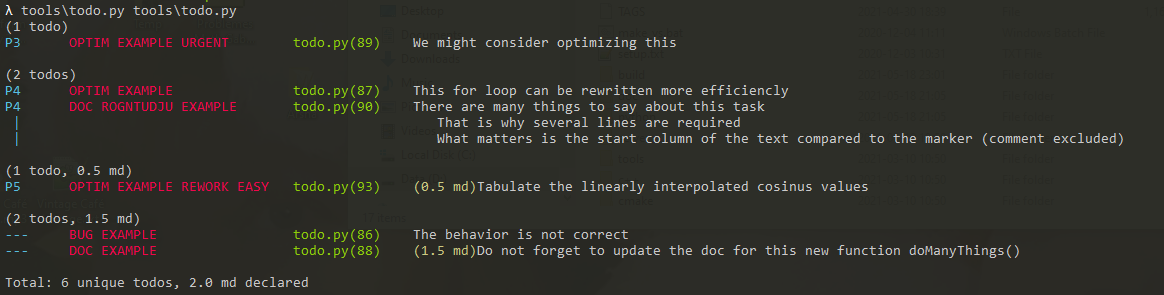 λ tools\todo.py tools\todo.py
(1 todo)
P3 OPTIM EXAMPLE URGENT todo.py(89) We might consider optimizing this
(2 todos)
P4 OPTIM EXAMPLE todo.py(87) This for loop can be rewritten more efficiencly
P4 DOC ROGNTUDJU EXAMPLE todo.py(90) There are many things to say about this task
| That is why several lines are required
| What matters is the start column of the text compared to the marker (comment excluded)
(1 todo, 0.5 md)
P5 OPTIM EXAMPLE REWORK EASY todo.py(93) (0.5 md)Tabulate the linearly interpolated cosinus values
(2 todos, 1.5 md)
--- BUG EXAMPLE todo.py(86) The behavior is not correct
--- DOC EXAMPLE todo.py(88) (1.5 md)Do not forget to update the doc for this new function doManyThings()
Total: 6 unique todos, 2.0 md declared